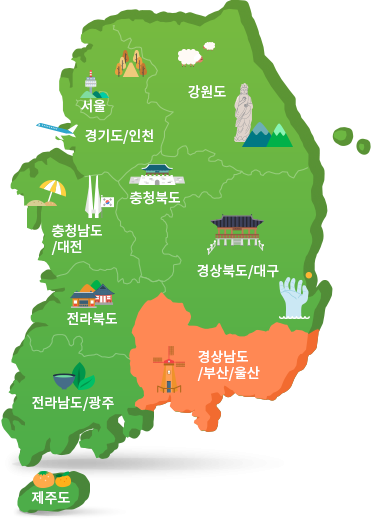 강원도
서울
경기도/인천
충청북도
충청남도
/대전
경상북도/대구
전라북도
경상남도
/부산/울산
전라남도/광주
제주도